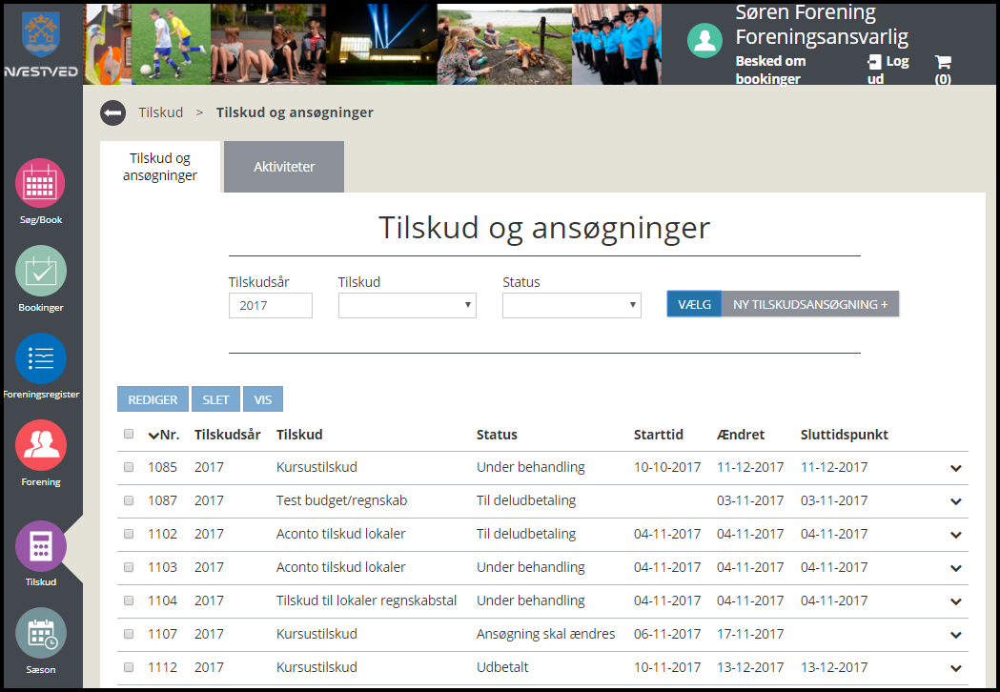 NÆSTVED
Søren Forening
Foreningsansvarlig
Besked om
bookinger
Log
ud
(0)
Tilskud > Tilskud og ansøgninger
Tilskud og
ansøgninger
Aktiviteter
Søg/Book
Bookinger
Foreningsregister
Forening
Tilskud
Sæson
Tilskud og ansøgninger
Tilskudsår Tilskud Status
2017
VÆLG NY TILSKUDSANSØGNING +
REDIGER SLET VIS
Nr. Tilskudsår Tilskud Status Starttid Ændret Sluttidspunkt
1085 2017 Kursustilskud Under behandling 10-10-2017 11-12-2017 11-12-2017
1087 2017 Test budget/regnskab Til deludbetaling 03-11-2017 03-11-2017
1102 2017 Aconto tilskud lokaler Til deludbetaling 04-11-2017 04-11-2017 04-11-2017
1103 2017 Aconto tilskud lokaler Under behandling 04-11-2017 04-11-2017 04-11-2017
1104 2017 Tilskud til lokaler regnskabstal Under behandling 04-11-2017 04-11-2017 04-11-2017
1107 2017 Kursustilskud Ansøgning skal ændres 06-11-2017 17-11-2017
1112 2017 Kursustilskud Udbetalt 10-11-2017 13-12-2017 13-12-2017